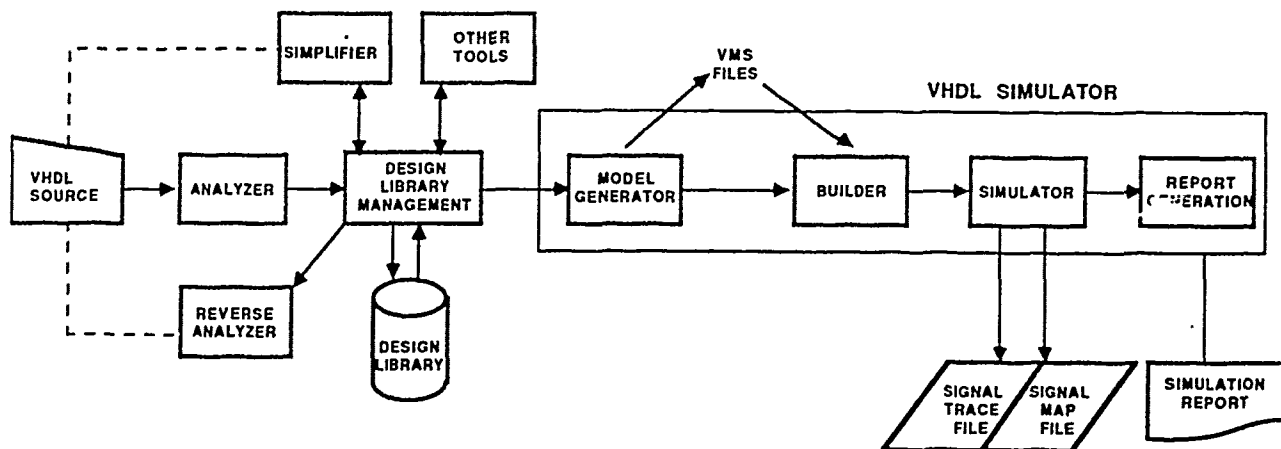 SIMPLIFIER
OTHER
TOOLS
VMS
FILES
VHDL SIMULATOR
VHDL
SOURCE
ANALYZER
DESIGN
LIBRARY
MANAGEMENT
MODEL
GENERATOR
BUILDER
SIMULATOR
REPORT
REVERSE
ANALYZER
DESIGN
LIBRARY
SIGNAL
TRACE
FILE
SIGNAL
MAP
FILE
SIMULATION
REPORT